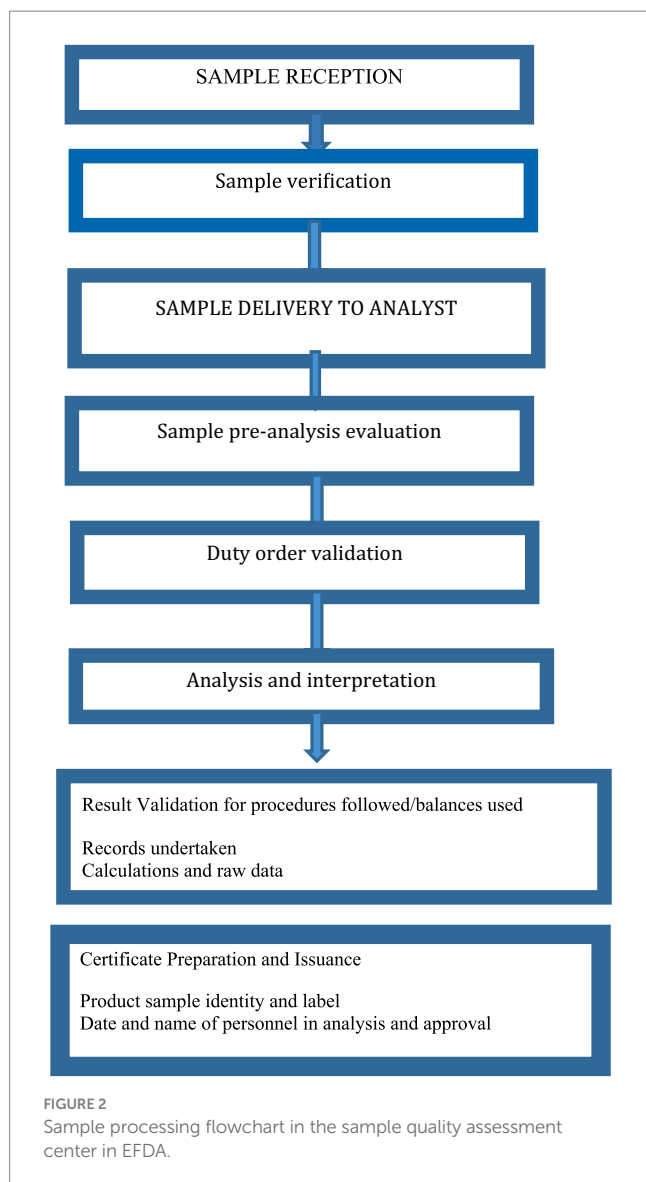 SAMPLE RECEPTION
Sample verification
SAMPLE DELIVERY TO ANALYST
Sample pre-analysis evaluation
Duty order validation
Analysis and interpretation
Result Validation for procedures followed/balances used
Records undertaken
Calculations and raw data
Certificate Preparation and Issuance
Product sample identity and label
Date and name of personnel in analysis and approval
FIGURE 2
Sample processing flowchart in the sample quality assessment
center in EFDA.